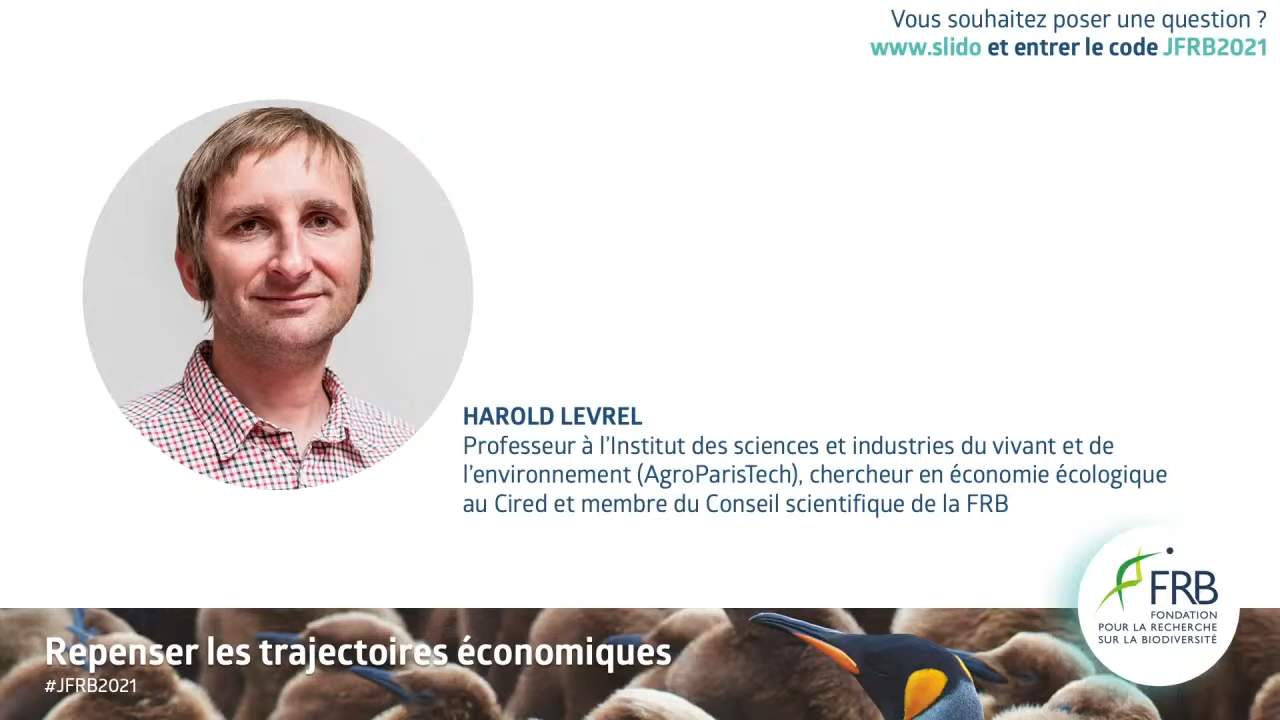 Vous souhaitez poser une question ?
www.slido et entrer le code JFRB2021
HAROLD LEVREL
Professeur à l'Institut des sciences et industries du vivant et de
l'environnement (AgroParisTech), chercheur en économie écologique
au Cired et membre du Conseil scientifique de la FRB
FRB
FONDATION
POUR LA RECHERCHE
SUR LA BIODIVERSITÉ
Repenser les trajectoires économiques
#JFRB2021